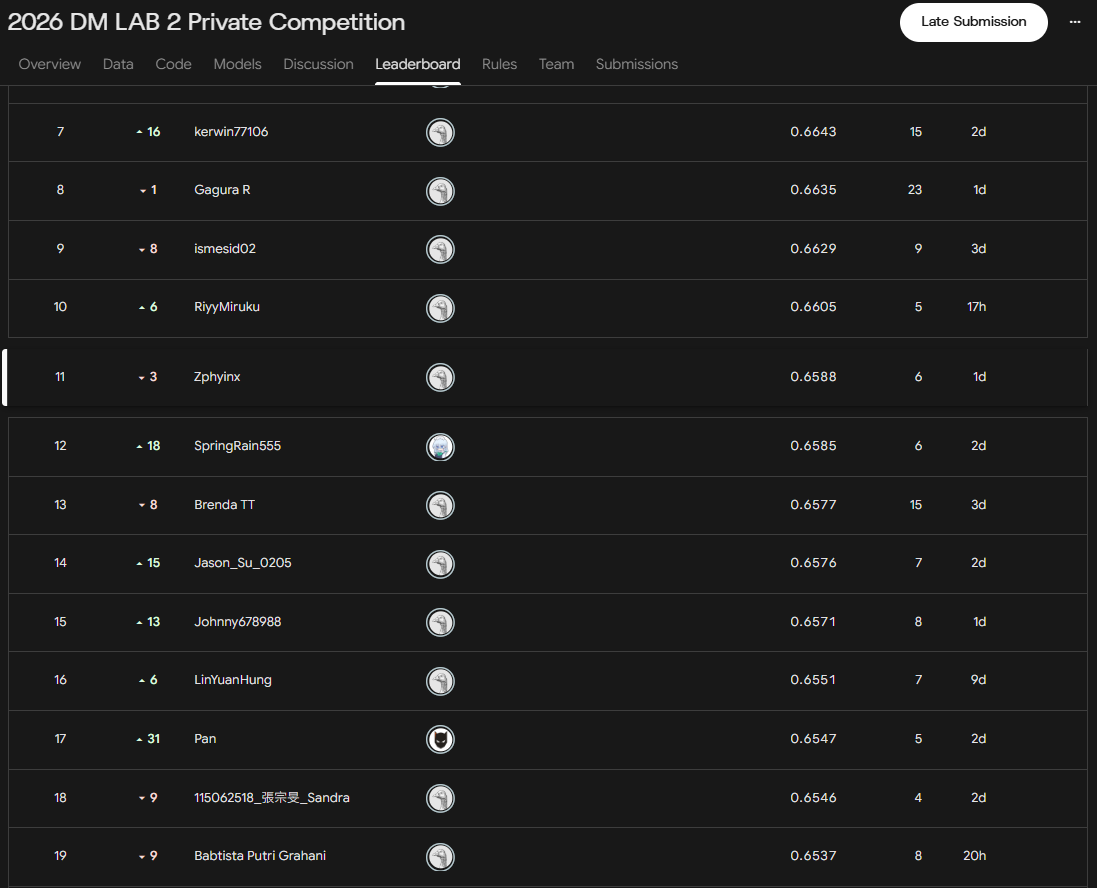 2026 DM LAB 2 Private Competition
Late Submission
Overview Data Code Models Discussion Leaderboard Rules Team Submissions
7 16 kerwin77106 0.6643 15 2d
8 1 Gagura R 0.6635 23 1d
9 8 ismesid02 0.6629 9 3d
10 6 RiyyMiruku 0.6605 5 17h
11 3 Zphyinx 0.6588 6 1d
12 18 SpringRain555 0.6585 6 2d
13 8 Brenda TT 0.6577 15 3d
14 15 Jason_Su_0205 0.6576 7 2d
15 13 Johnny678988 0.6571 8 1d
16 6 LinYuanHung 0.6551 7 9d
17 31 Pan 0.6547 5 2d
18 9 115062518_張宗旻_Sandra 0.6546 4 2d
19 9 Babtista Putri Grahani 0.6537 8 20h